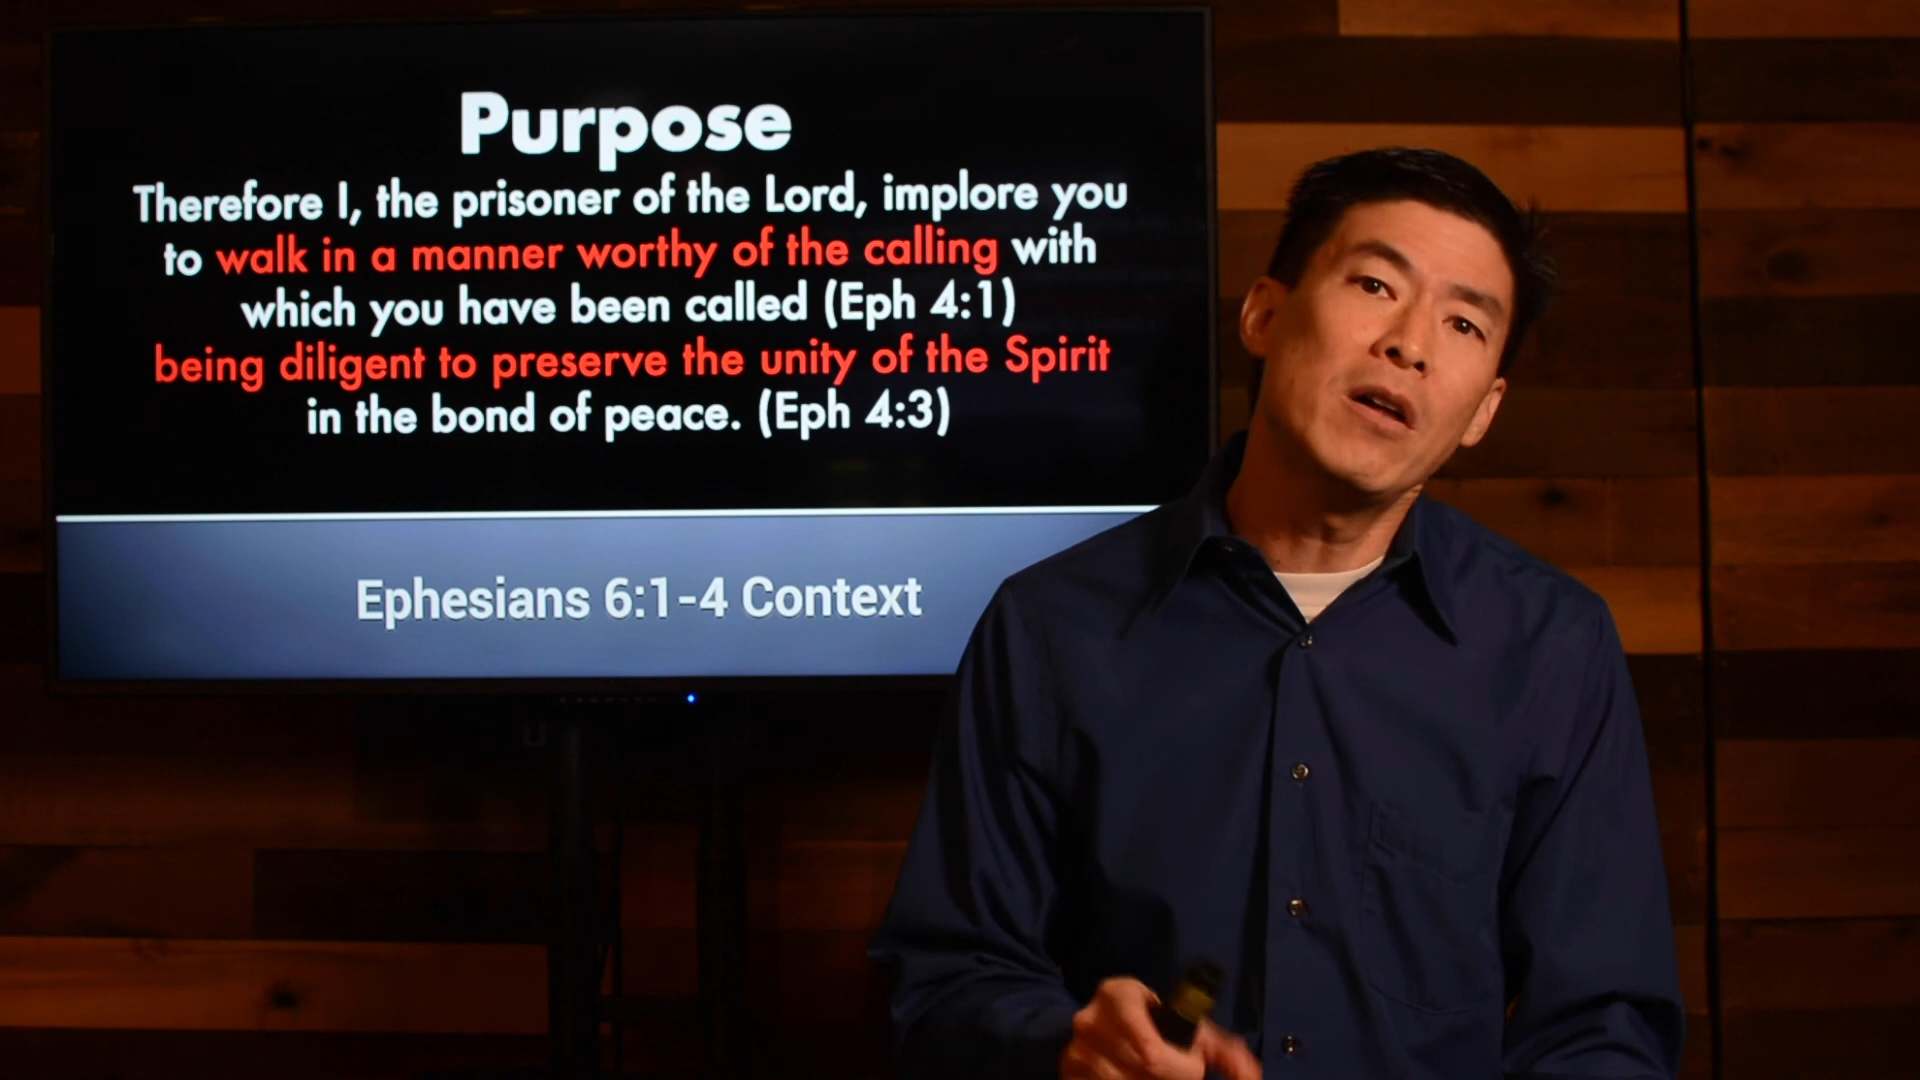 Purpose
Therefore I, the prisoner of the Lord, implore you
to walk in a manner worthy of the calling with
which you have been called (Eph 4:1)
being diligent to preserve the unity of the Spirit
in the bond of peace. (Eph 4:3)
Ephesians 6:1-4 Context